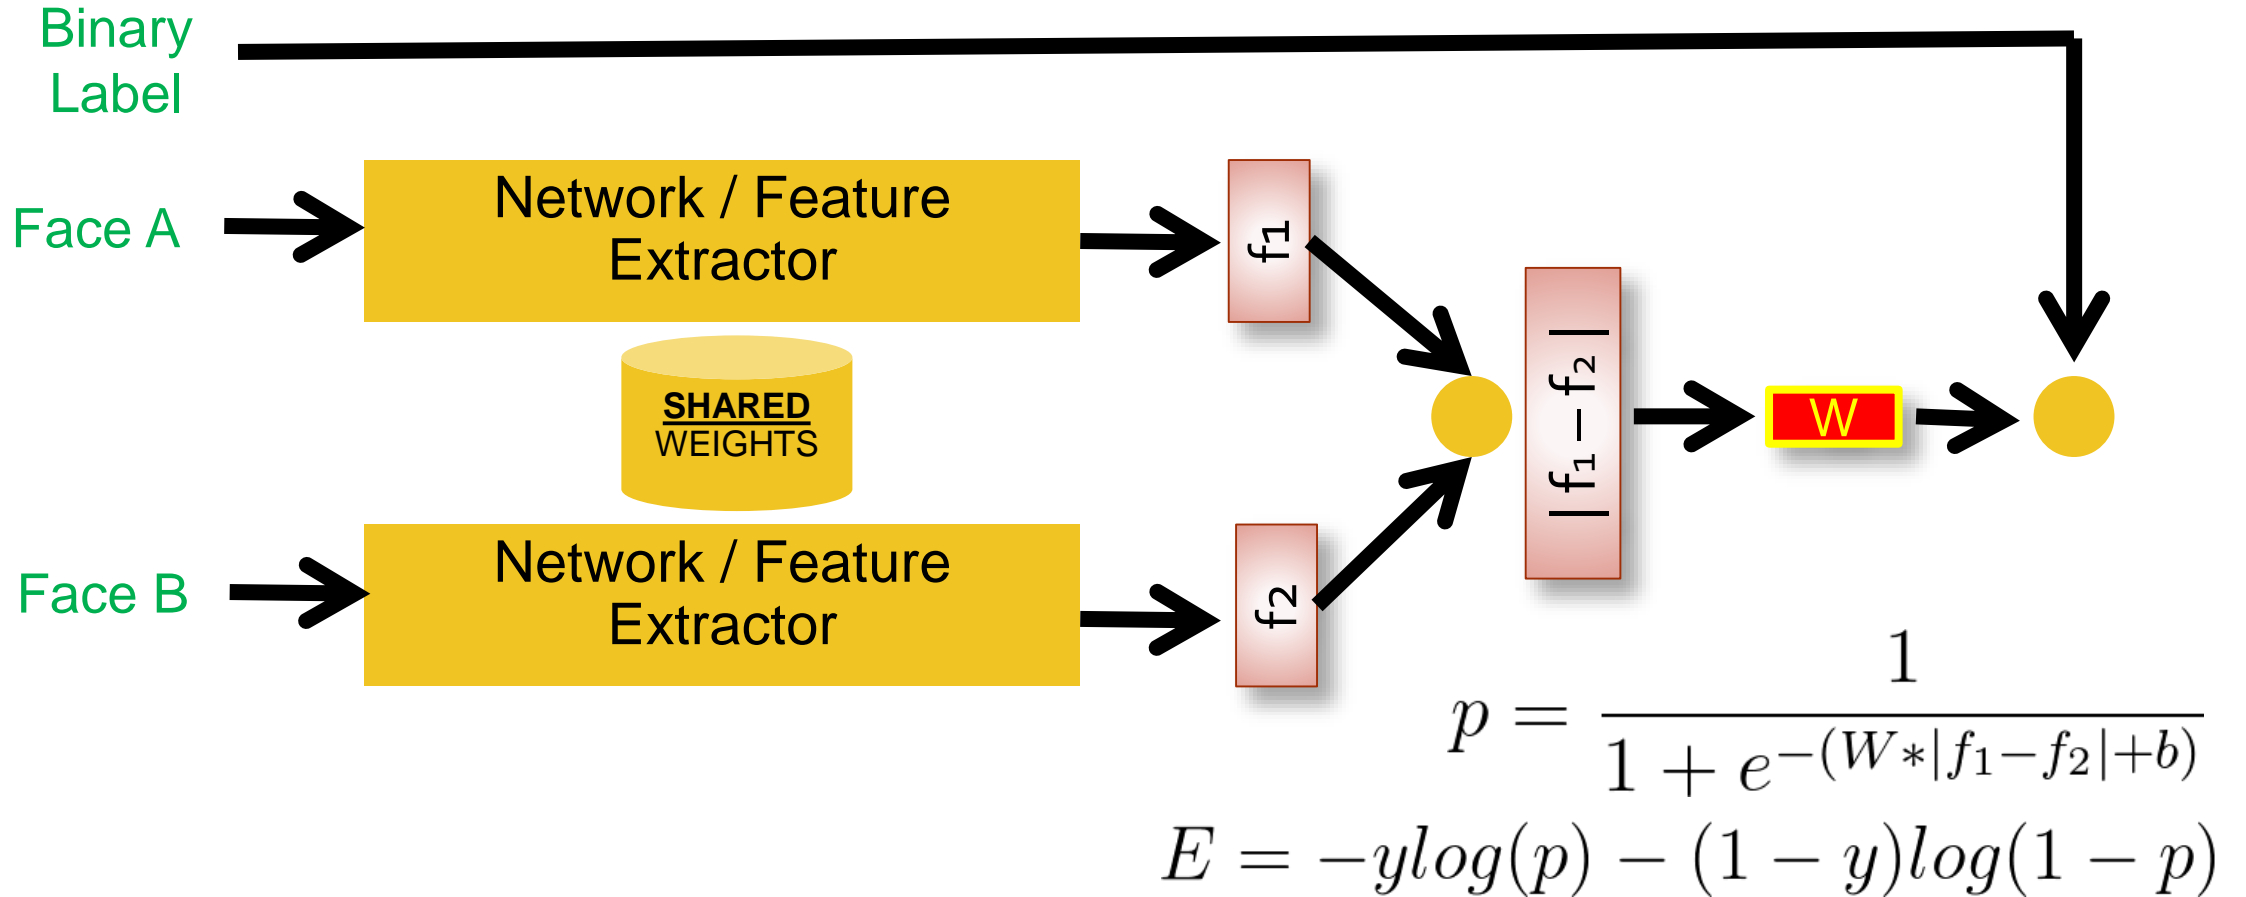 Binary
Label
Face A
Network / Feature
Extractor
f1
SHARED
WEIGHTS
|f₁−f₂|
W
Face B
Network / Feature
Extractor
f2
p = 1 / (1 + e^{-(W*|f₁−f₂|+b)})
E = −ylog(p) − (1 − y)log(1 − p)